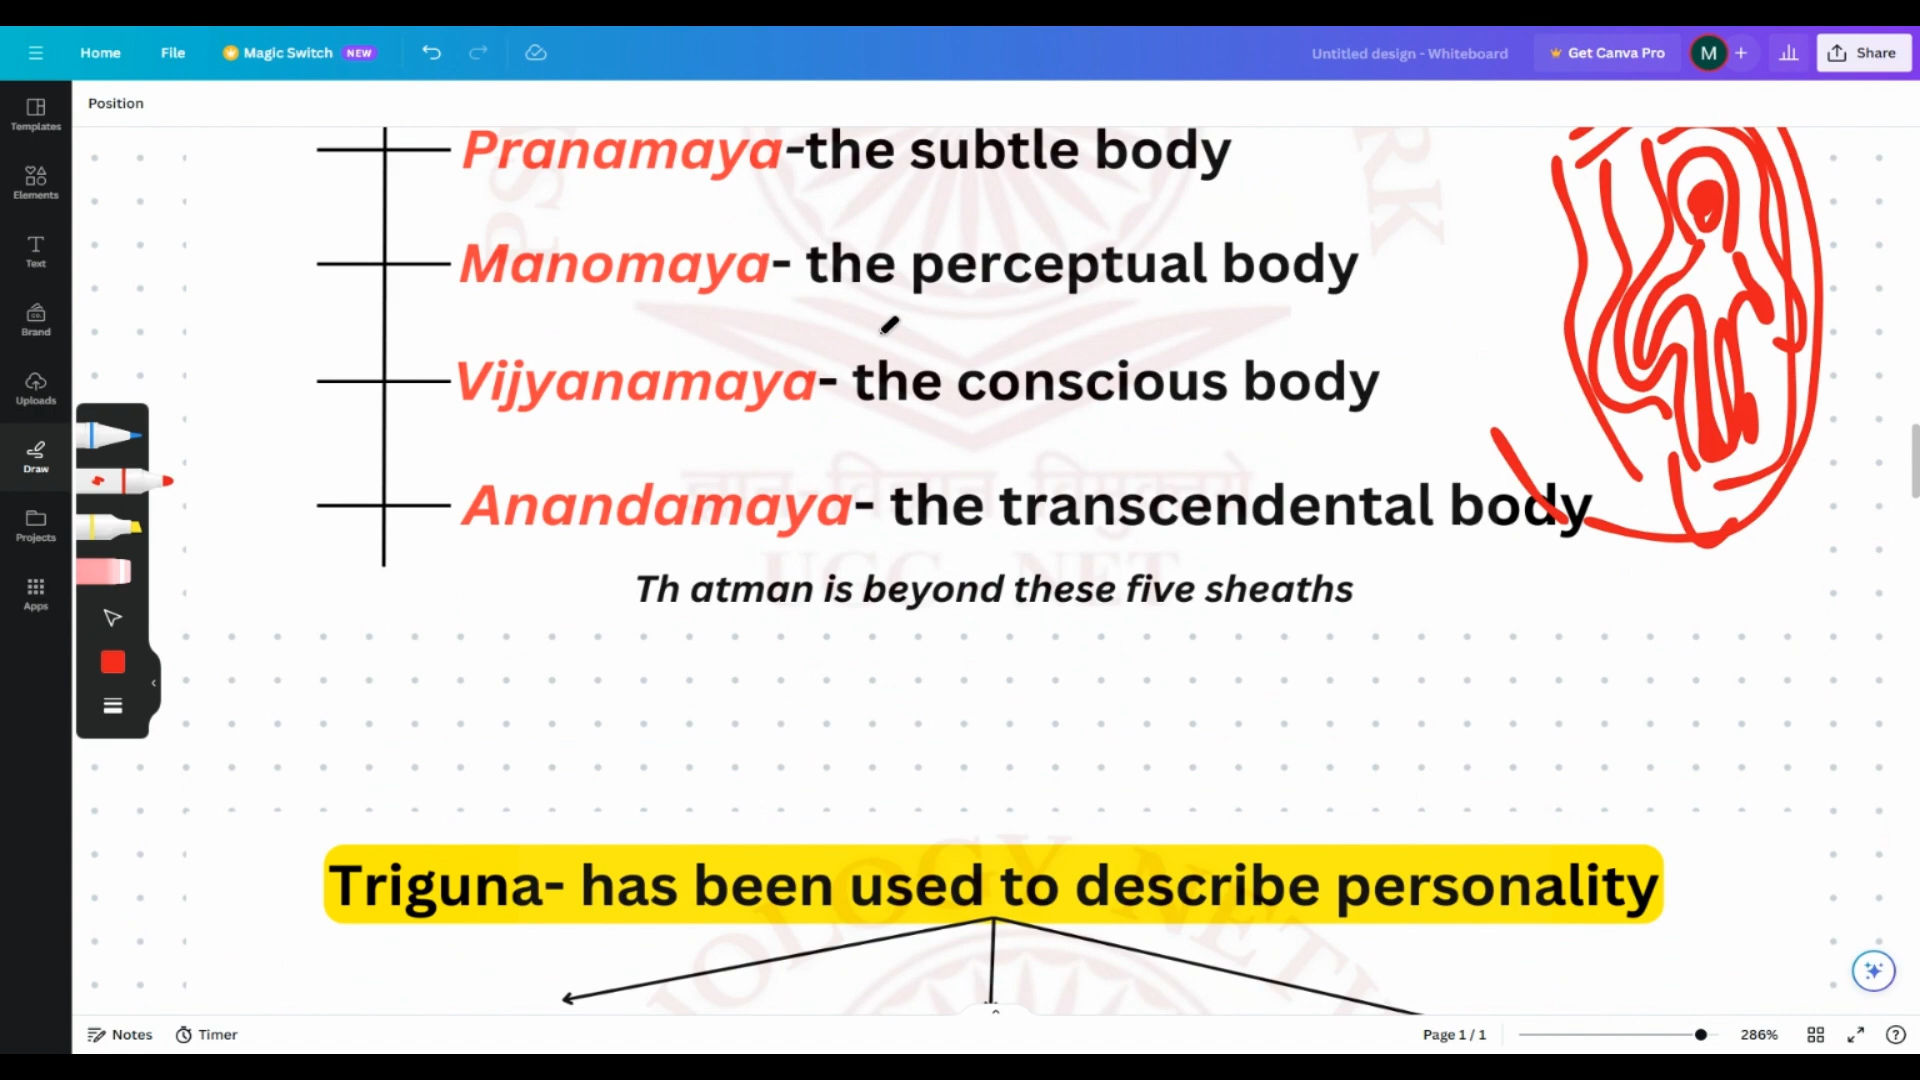 Home File Magic Switch NEW Untitled design - Whiteboard Get Canva Pro M + Share
Position
Templates
Elements
Text
Brand
Uploads
Draw
Projects
Apps
Pranamaya-the subtle body
Manomaya- the perceptual body
Vijyanamaya- the conscious body
Anandamaya- the transcendental body
Th atman is beyond these five sheaths
UGC NET
Triguna- has been used to describe personality
Notes Timer Page 1 / 1 286%